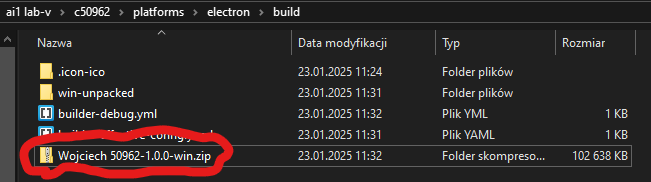 ai1 lab-v > c50962 > platforms > electron > build
Nazwa Data modyfikacji Typ Rozmiar
.icon-ico 23.01.2025 11:24 Folder plików
win-unpacked 23.01.2025 11:31 Folder plików
builder-debug.yml 23.01.2025 11:32 Plik YML 1 KB
23.01.2025 11:31 Plik YAML 1 KB
Wojciech 50962-1.0.0-win.zip 23.01.2025 11:32 Folder skompreso... 102 638 KB